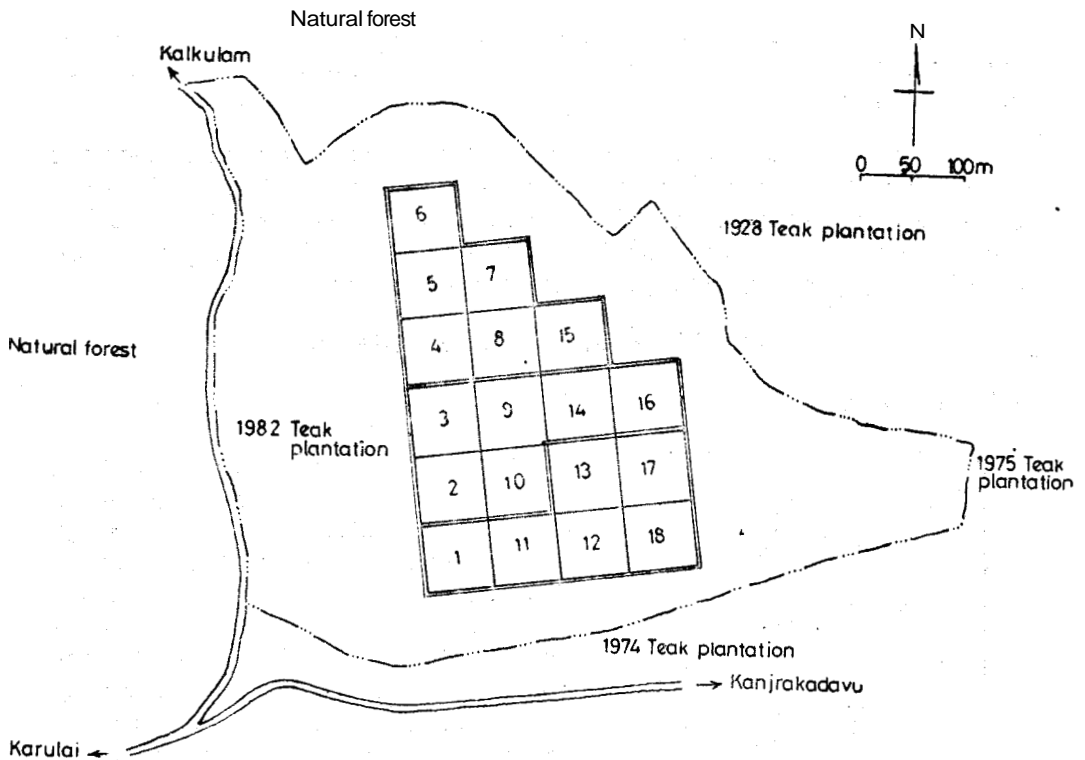 Natural forest
Kalkulam
N
0 50 100m
1928 Teak plantation
6
5 7
4 8 15
Natural forest
3 9 14 16
1982 Teak
plantation
2 10 13 17
1975 Teak
plantation
1 11 12 18
1974 Teak plantation
Kanjrakadavu
Karulai